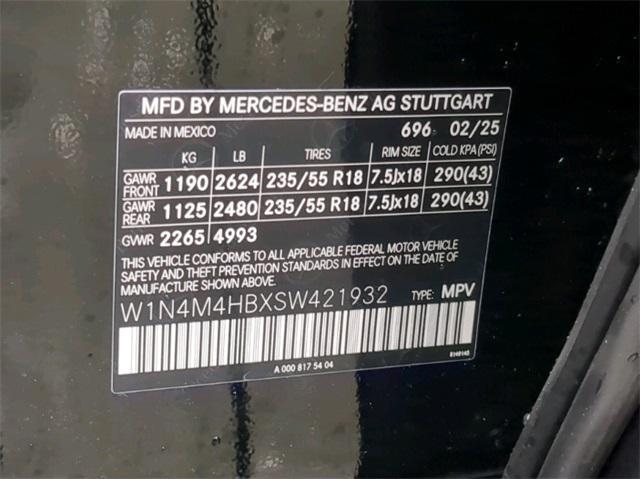 MFD BY MERCEDES-BENZ AG STUTTGART
MADE IN MEXICO 696 02/25
KG LB TIRES RIM SIZE COLD KPA (PSI)
GAWR FRONT 1190 2624 235/55 R18 7.5Jx18 290(43)
GAWR REAR 1125 2480 235/55 R18 7.5Jx18 290(43)
GVWR 2265 4993
THIS VEHICLE CONFORMS TO ALL APPLICABLE FEDERAL MOTOR VEHICLE
SAFETY AND THEFT PREVENTION STANDARDS IN EFFECT ON THE DATE OF
MANUFACTURE SHOWN ABOVE.
W1N4M4HBXSW421932 TYPE: MPV
A 000 817 54 04